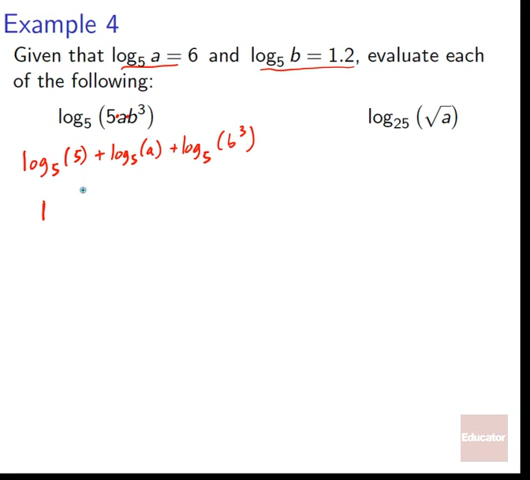 Example 4
Given that log₅ a = 6 and log₅ b = 1.2, evaluate each
of the following:
log₅ (5ab³) log₂₅ (√a)
log₅(5) + log₅(a) + log₅(b³)
1
Educator